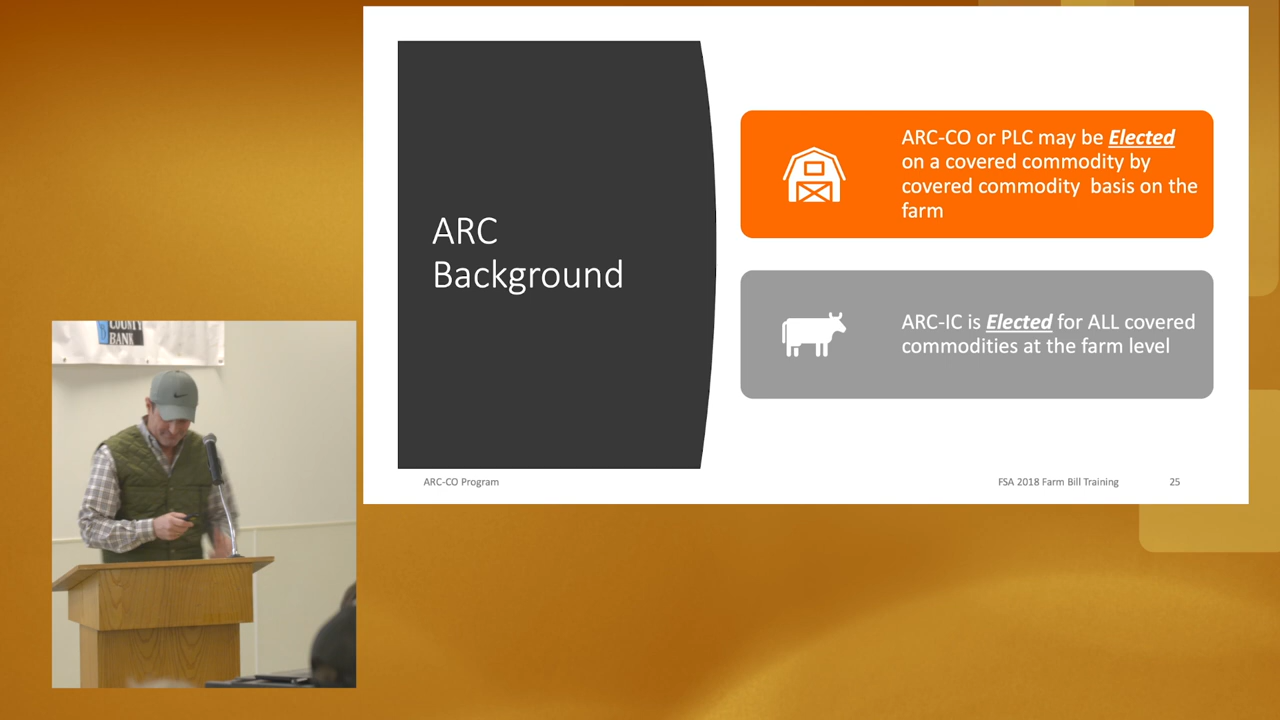 ARC-CO or PLC may be Elected
on a covered commodity by
covered commodity basis on the
farm
ARC
Background
ARC-IC is Elected for ALL covered
commodities at the farm level
ARC-CO Program
FSA 2018 Farm Bill Training
25
COUNTY
BANK